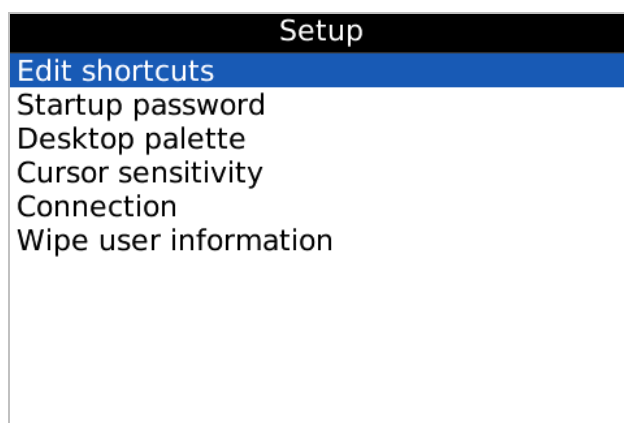 Setup
Edit shortcuts
Startup password
Desktop palette
Cursor sensitivity
Connection
Wipe user information